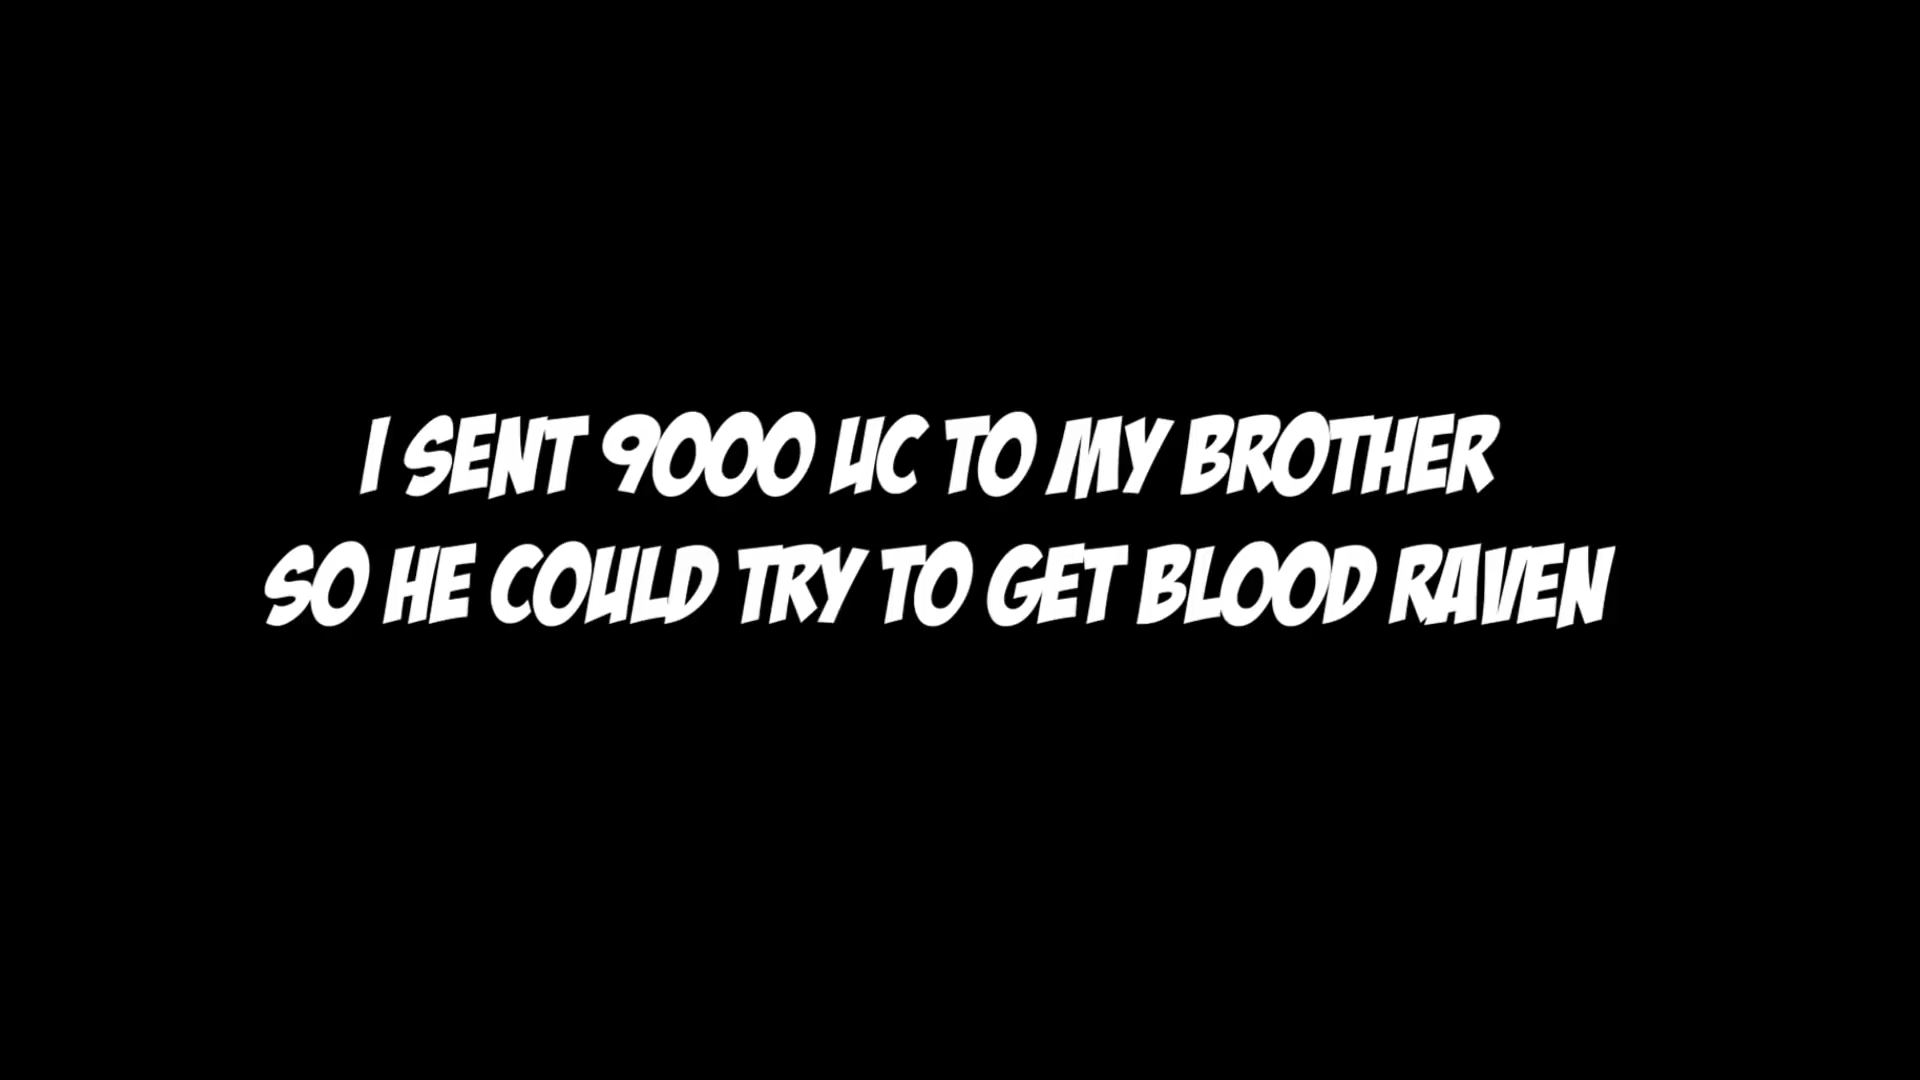 I SENT 9000 UC TO MY BROTHER
SO HE COULD TRY TO GET BLOOD RAVEN